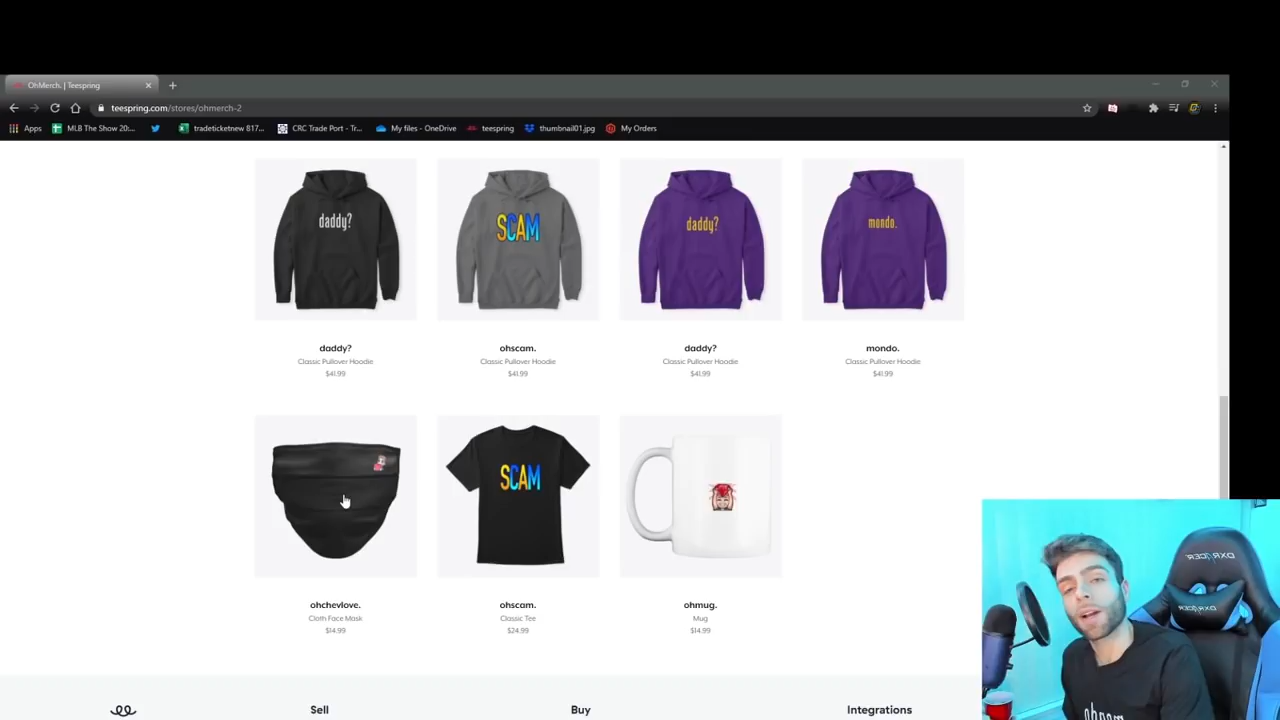 OhMerch. | Teespring
teespring.com/stores/ohmerch-2
Apps
MLB The Show 20:...
tradeticketnew 817...
CRC Trade Port - Tr...
My files - OneDrive
teespring
thumbnail01.jpg
My Orders
daddy?
SCAM
daddy?
mondo.
daddy?
Classic Pullover Hoodie
$41.99
ohscam.
Classic Pullover Hoodie
$41.99
daddy?
Classic Pullover Hoodie
$41.99
mondo.
Classic Pullover Hoodie
$41.99
SCAM
ohchevlove.
Cloth Face Mask
$14.99
ohscam.
Classic Tee
$24.99
ohmug.
Mug
$14.99
Sell
Buy
Integrations
DXRACER
DXRACER